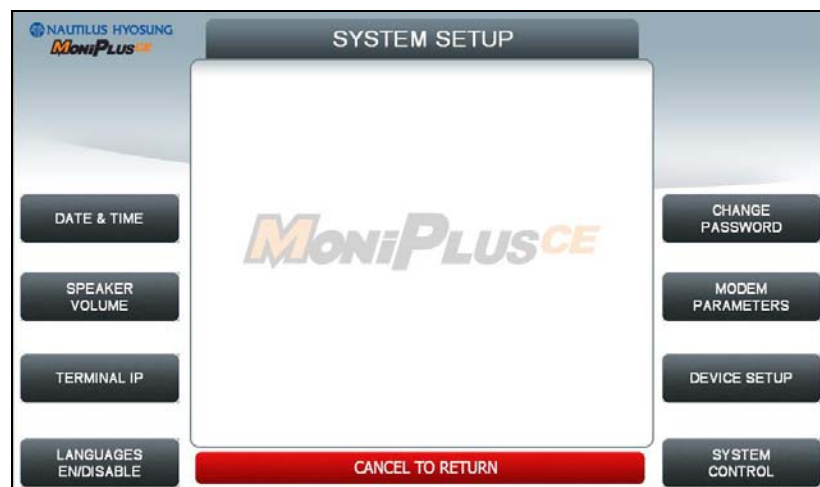 NAUTILUS HYOSUNG
MoniPlusCE
SYSTEM SETUP
MoniPlusCE
DATE & TIME
CHANGE
PASSWORD
SPEAKER
VOLUME
MODEM
PARAMETERS
TERMINAL IP
DEVICE SETUP
LANGUAGES
EN/DISABLE
CANCEL TO RETURN
SYSTEM
CONTROL